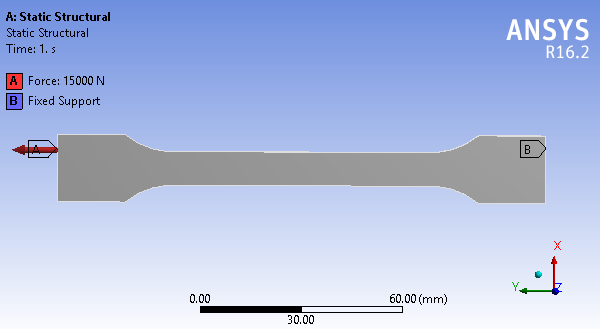 A: Static Structural
Static Structural
Time: 1. s
A Force: 15000 N
B Fixed Support
ANSYS
R16.2
A
B
X
Y
Z
0.00
60.00 (mm)
30.00